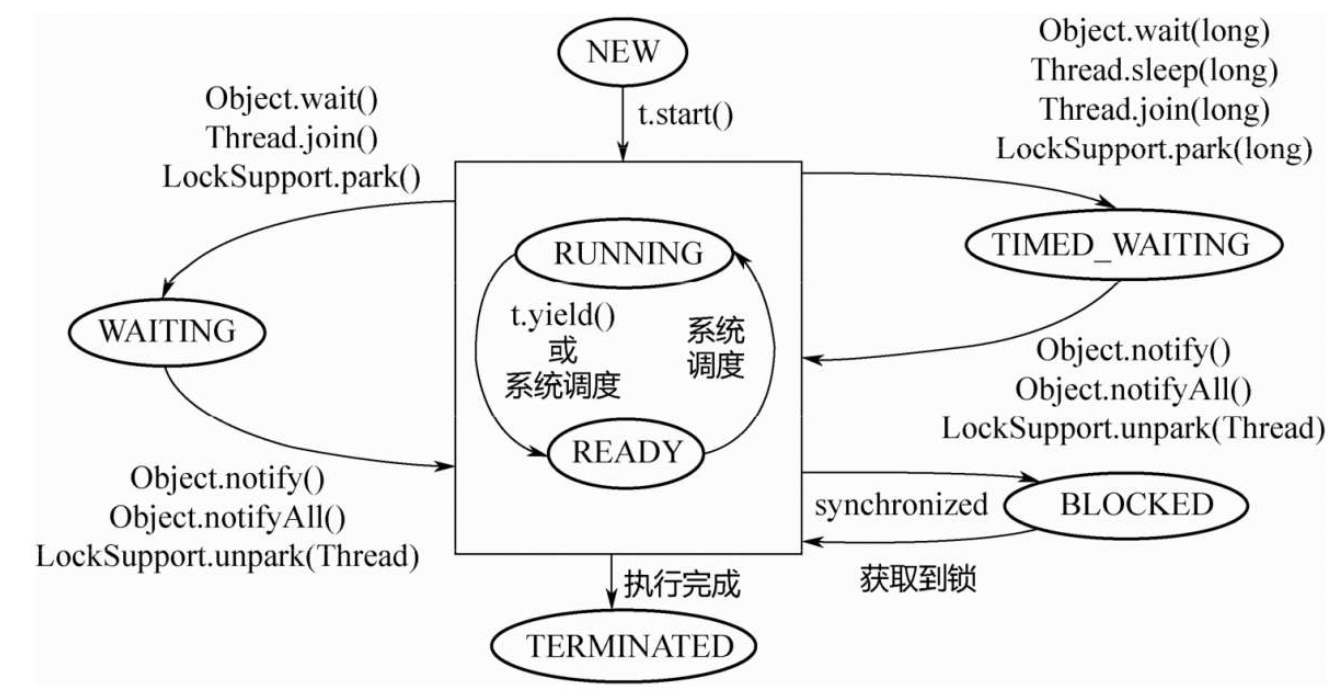 NEW
t.start()
Object.wait()
Thread.join()
LockSupport.park()
Object.wait(long)
Thread.sleep(long)
Thread.join(long)
LockSupport.park(long)
RUNNING
t.yield()
或
系统调度
系统
调度
READY
WAITING
TIMED_WAITING
Object.notify()
Object.notifyAll()
LockSupport.unpark(Thread)
Object.notify()
Object.notifyAll()
LockSupport.unpark(Thread)
synchronized
BLOCKED
获取到锁
执行完成
TERMINATED